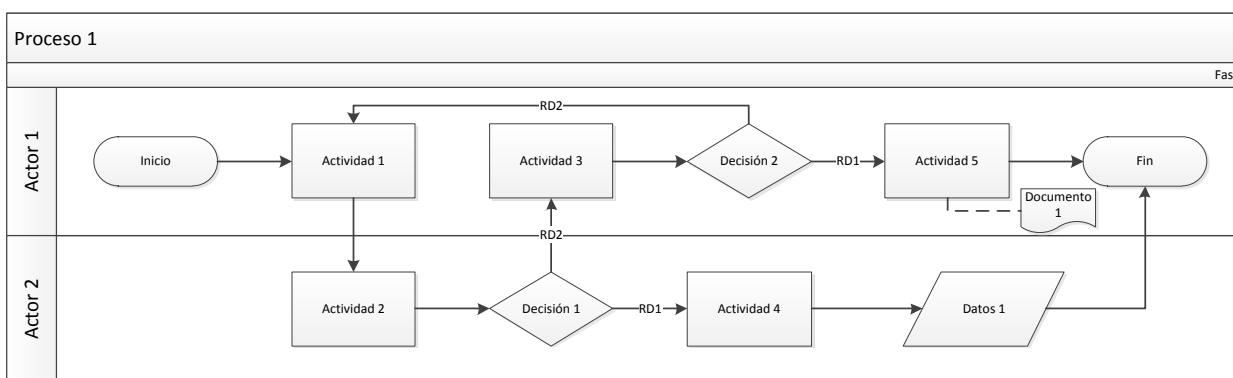 Proceso 1
Fas
Actor 1
RD2
Inicio
Actividad 1
Actividad 3
Decisión 2
RD1
Actividad 5
Fin
Documento
1
RD2
Actor 2
Actividad 2
Decisión 1
RD1
Actividad 4
Datos 1